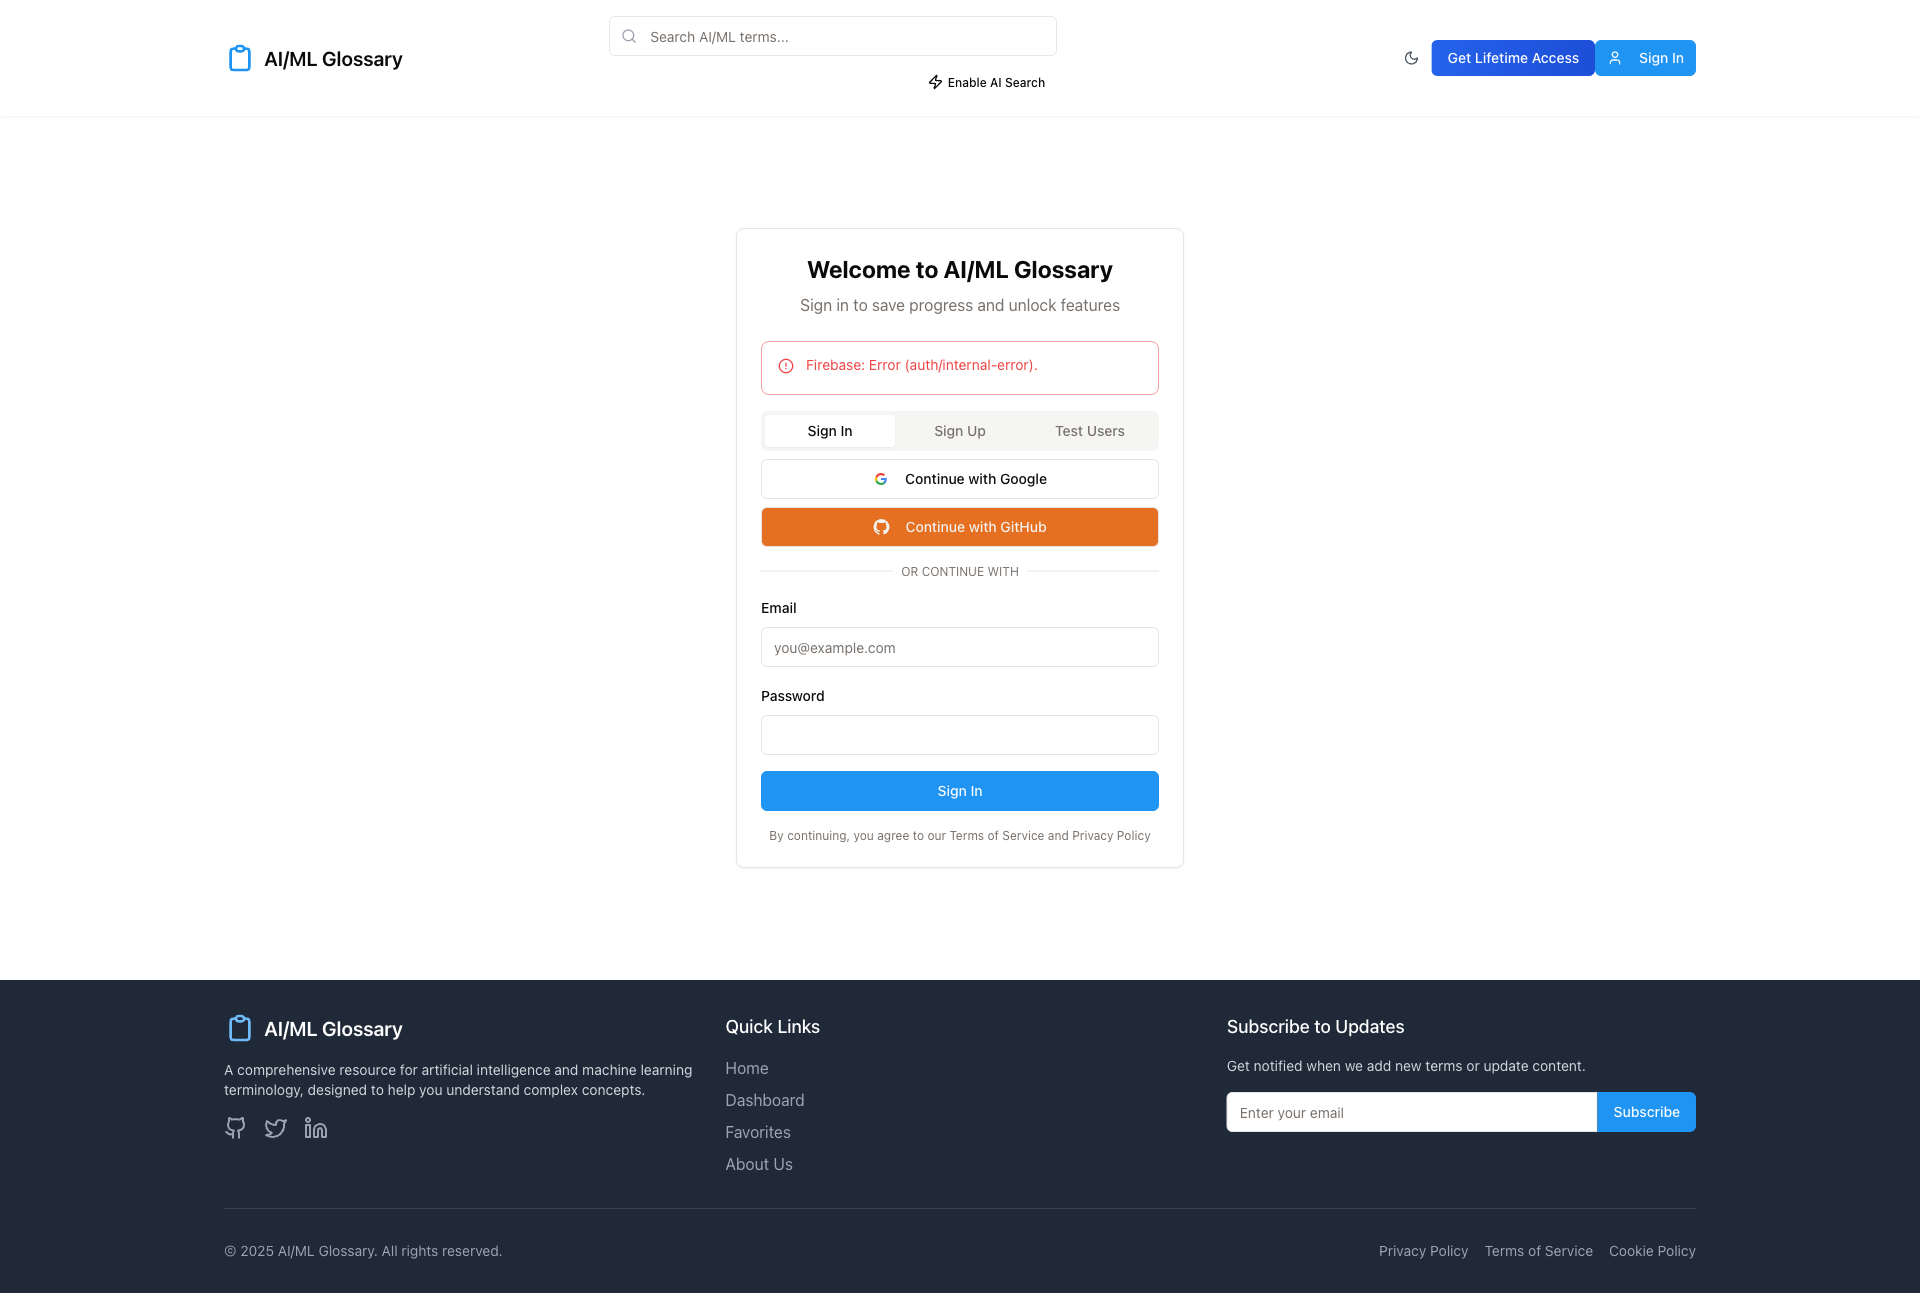 AI/ML Glossary
Search AI/ML terms...
Enable AI Search
Get Lifetime Access
Sign In
Welcome to AI/ML Glossary
Sign in to save progress and unlock features
Firebase: Error (auth/internal-error).
Sign In
Sign Up
Test Users
Continue with Google
Continue with GitHub
OR CONTINUE WITH
Email
you@example.com
Password
Sign In
By continuing, you agree to our Terms of Service and Privacy Policy
AI/ML Glossary
A comprehensive resource for artificial intelligence and machine learning
terminology, designed to help you understand complex concepts.
Quick Links
Home
Dashboard
Favorites
About Us
Subscribe to Updates
Get notified when we add new terms or update content.
Enter your email
Subscribe
© 2025 AI/ML Glossary. All rights reserved.
Privacy Policy
Terms of Service
Cookie Policy